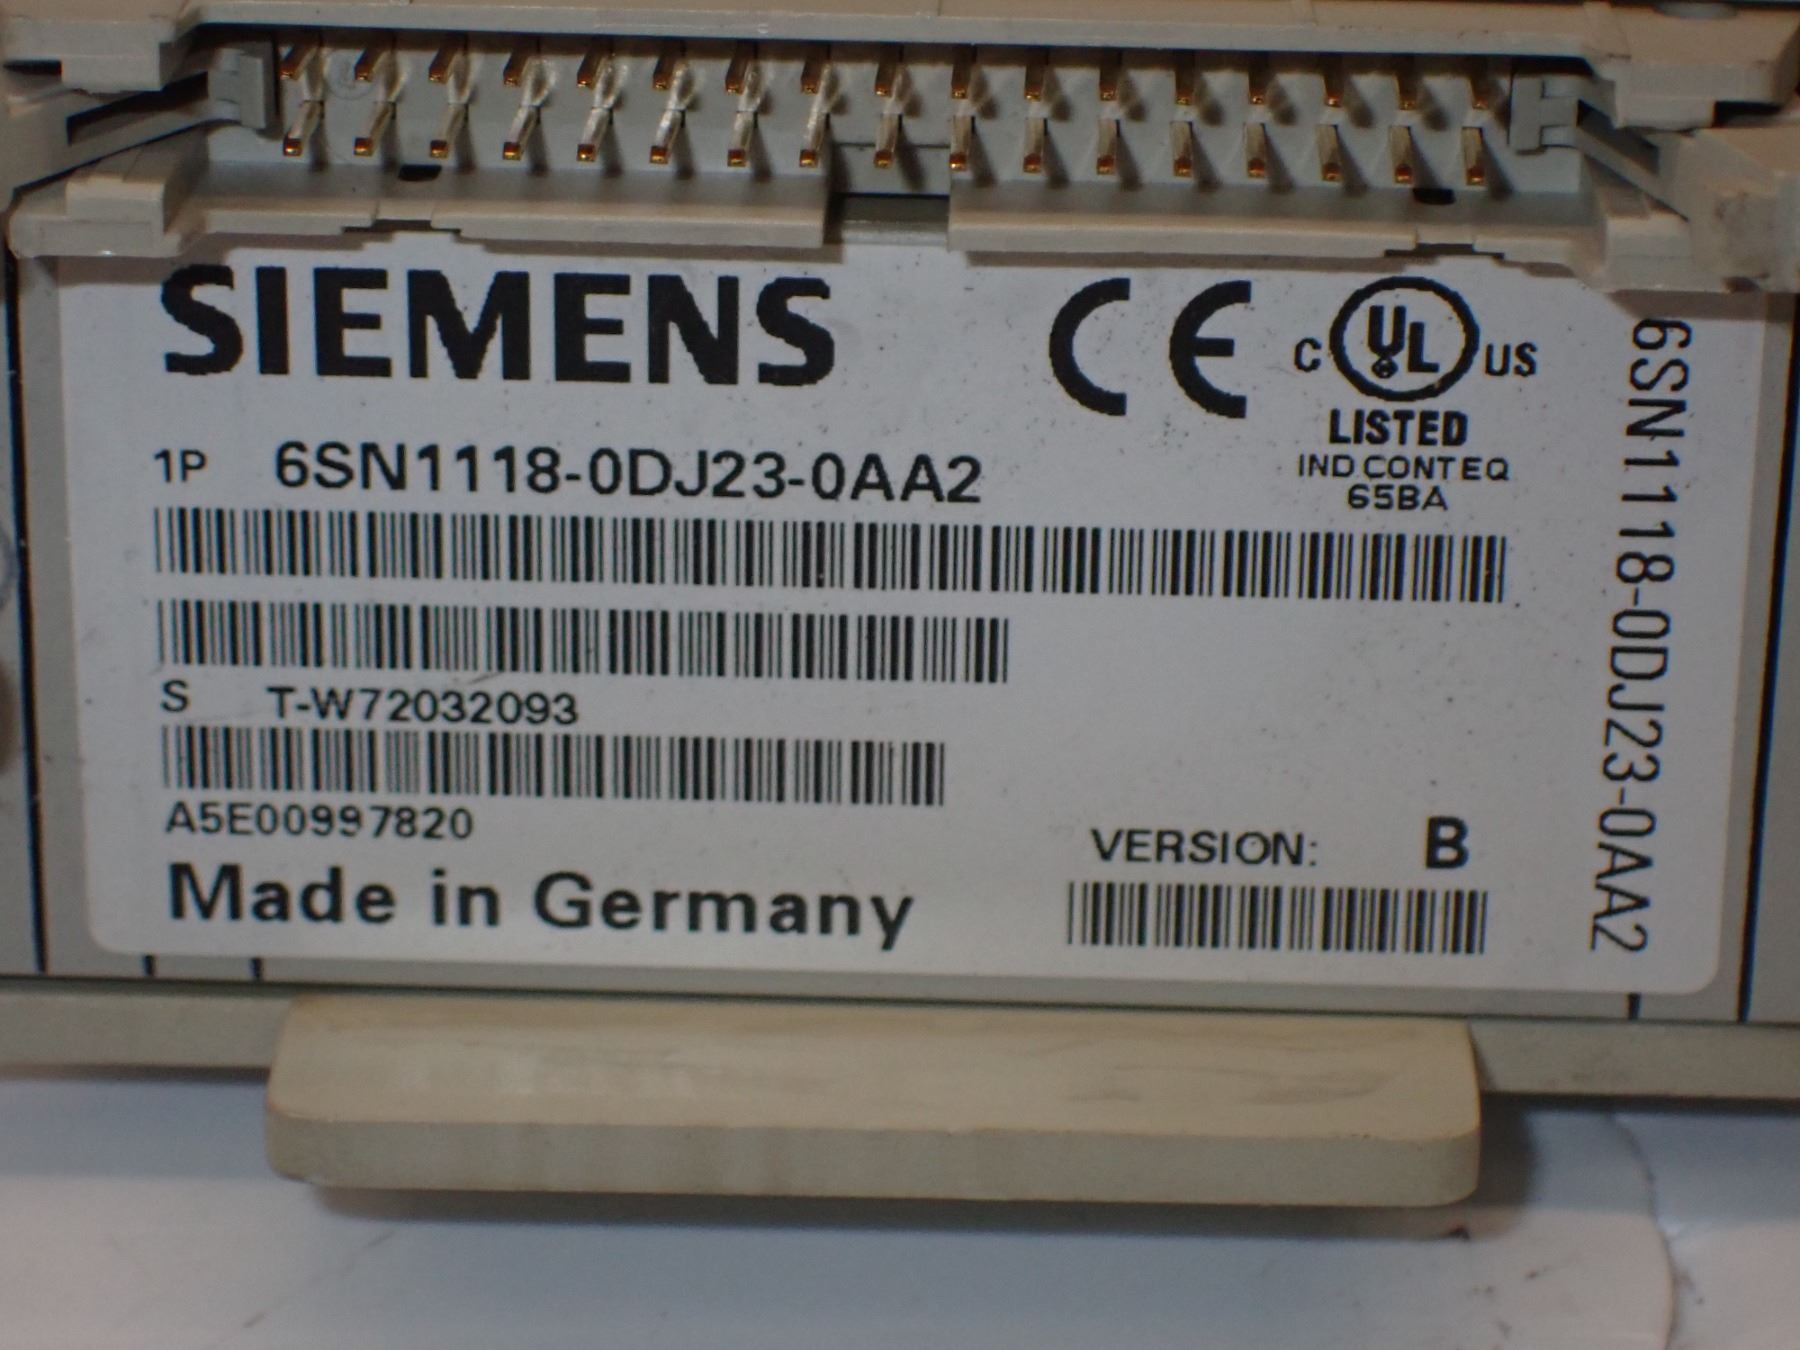 SIEMENS
CE
C UL US
LISTED
IND CONT EQ
65BA
1P 6SN1118-0DJ23-0AA2
S T-W72032093
A5E00997820
Made in Germany
VERSION: B
6SN1118-0DJ23-0AA2